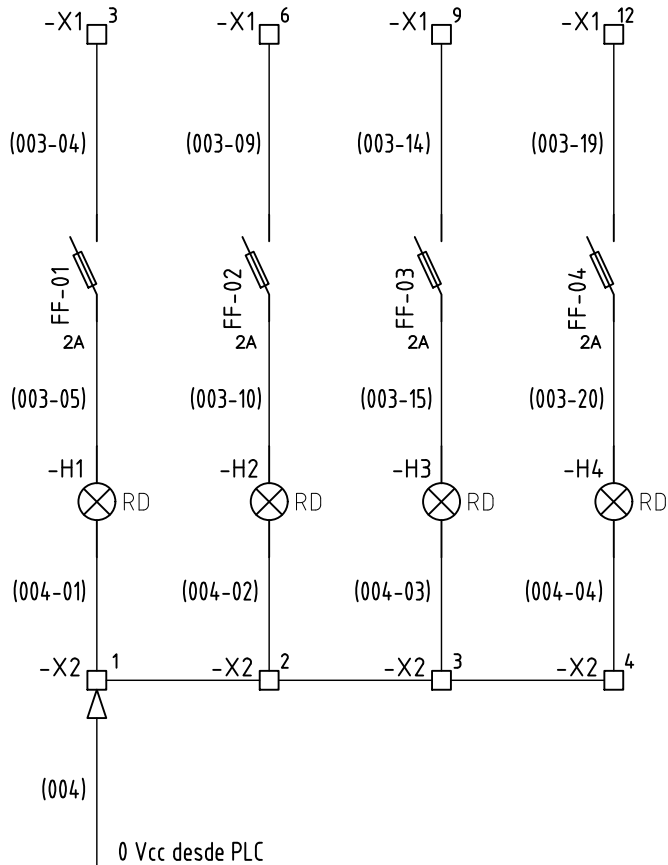 -X1 3 -X1 6 -X1 9 -X1 12
(003-04) (003-09) (003-14) (003-19)
FF-01 FF-02 FF-03 FF-04
2A 2A 2A 2A
(003-05) (003-10) (003-15) (003-20)
-H1 -H2 -H3 -H4
RD RD RD RD
(004-01) (004-02) (004-03) (004-04)
-X2 1 -X2 2 -X2 3 -X2 4
(004)
0 Vcc desde PLC